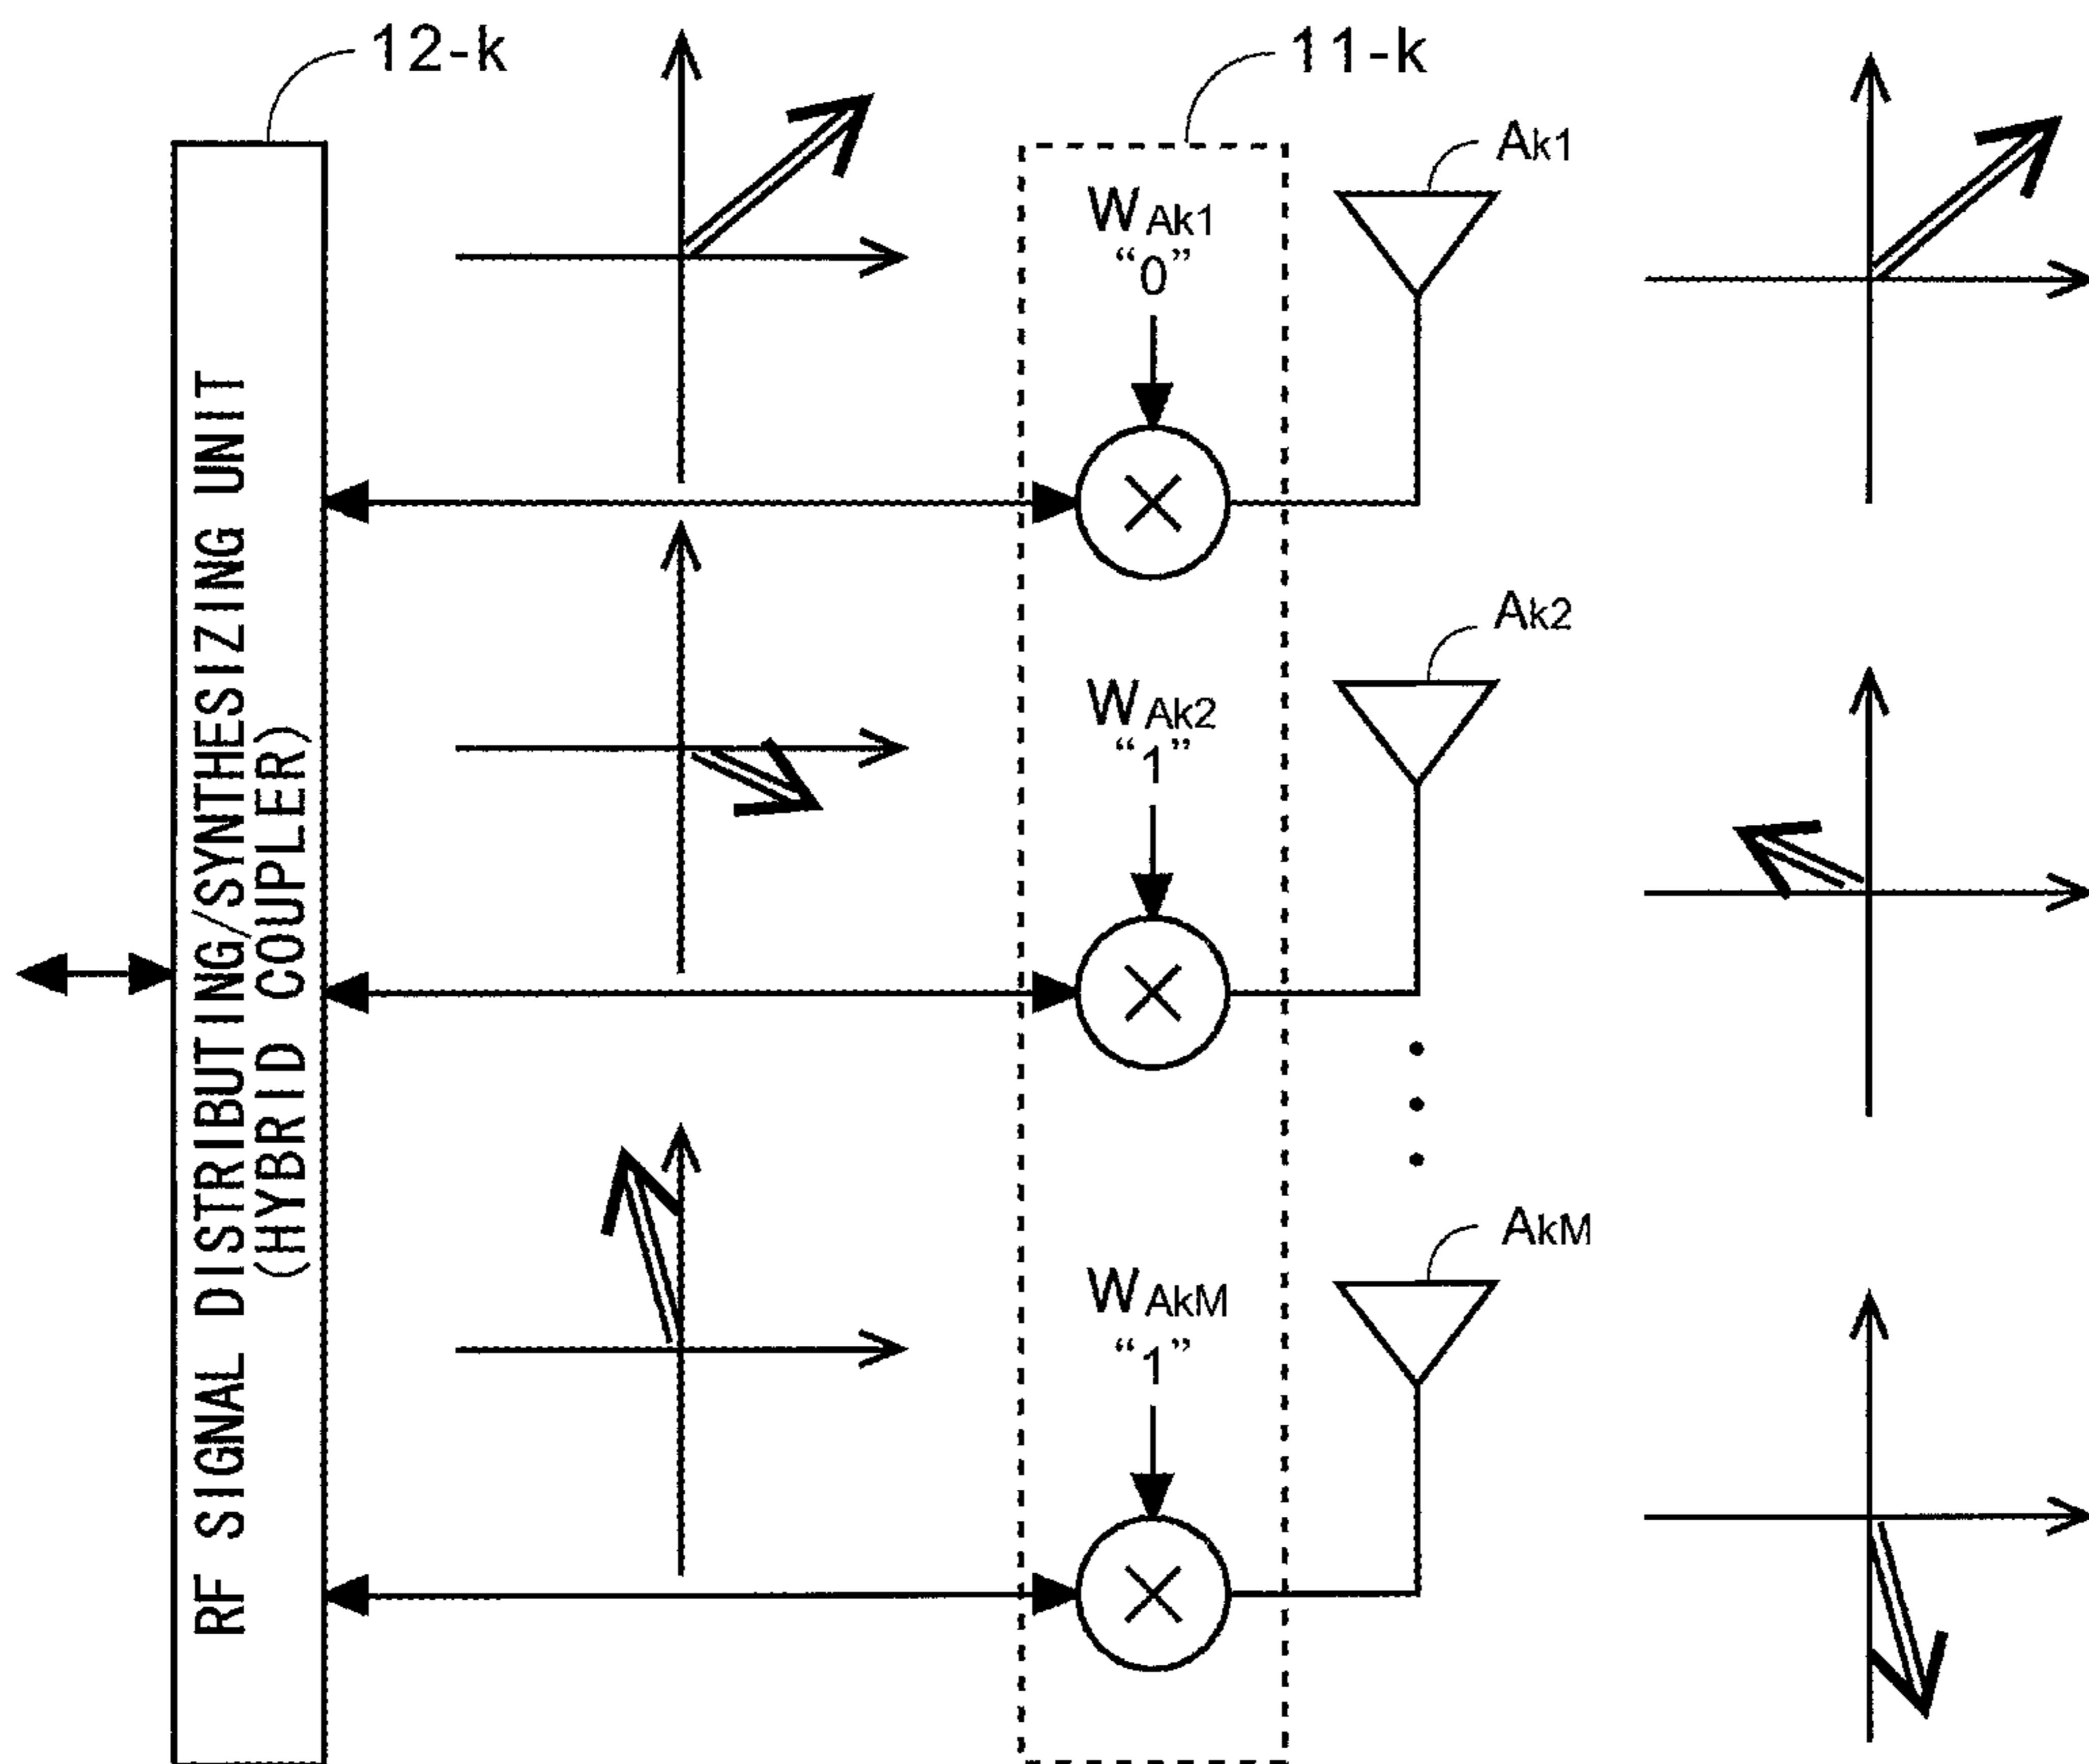 12-k
11-k
Ak1
WAk1
“0”
Ak2
WAk2
“1”
AkM
WAkM
“1”
RF SIGNAL DISTRIBUTING/SYNTHESIZING UNIT
(HYBRID COUPLER)